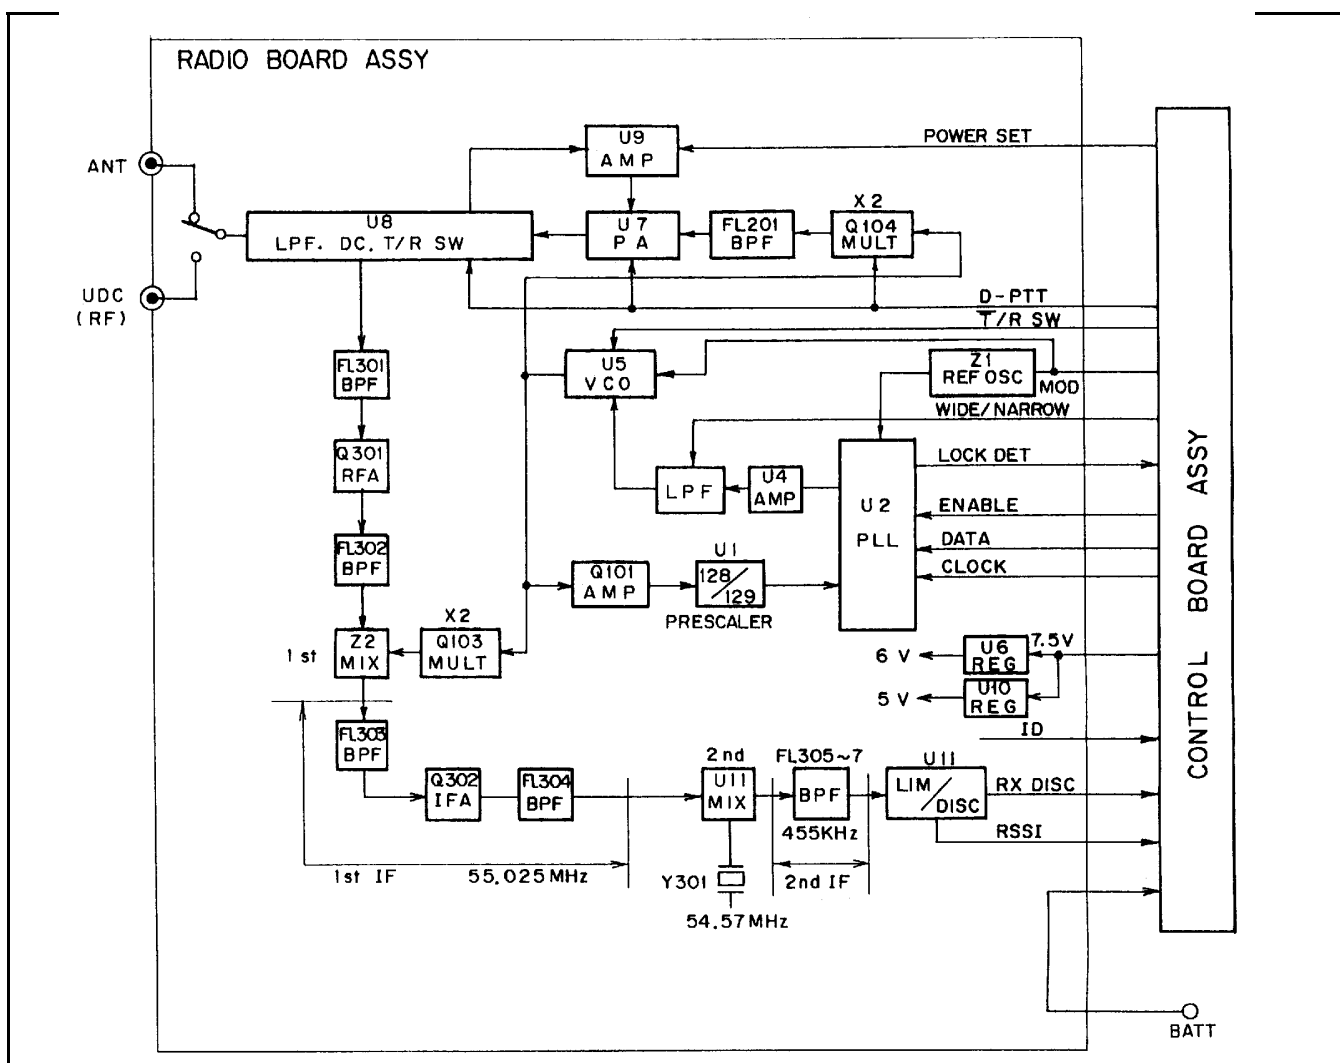 RADIO BOARD ASSY
ANT
UDC
(RF)
U9
AMP
POWER SET
U8
LPF. DC, T/R SW
U7
PA
FL201
BPF
X2
Q104
MULT
D-PTT
T̅/R SW
U5
VCO
Z1
REF OSC
MOD
WIDE/NARROW
FL301
BPF
Q301
RFA
LPF
U4
AMP
U2
PLL
LOCK DET
ENABLE
DATA
CLOCK
FL302
BPF
Q101
AMP
U1
128/129
PRESCALER
1st
Z2
MIX
X2
Q103
MULT
6V
U6
REG
7.5V
5V
U10
REG
ID
FL303
BPF
Q302
IFA
FL304
BPF
2nd
U11
MIX
FL305~7
BPF
455KHz
U11
LIM/DISC
RX DISC
RSSI
1st IF
55.025MHz
Y301
54.57MHz
2nd IF
CONTROL BOARD ASSY
BATT